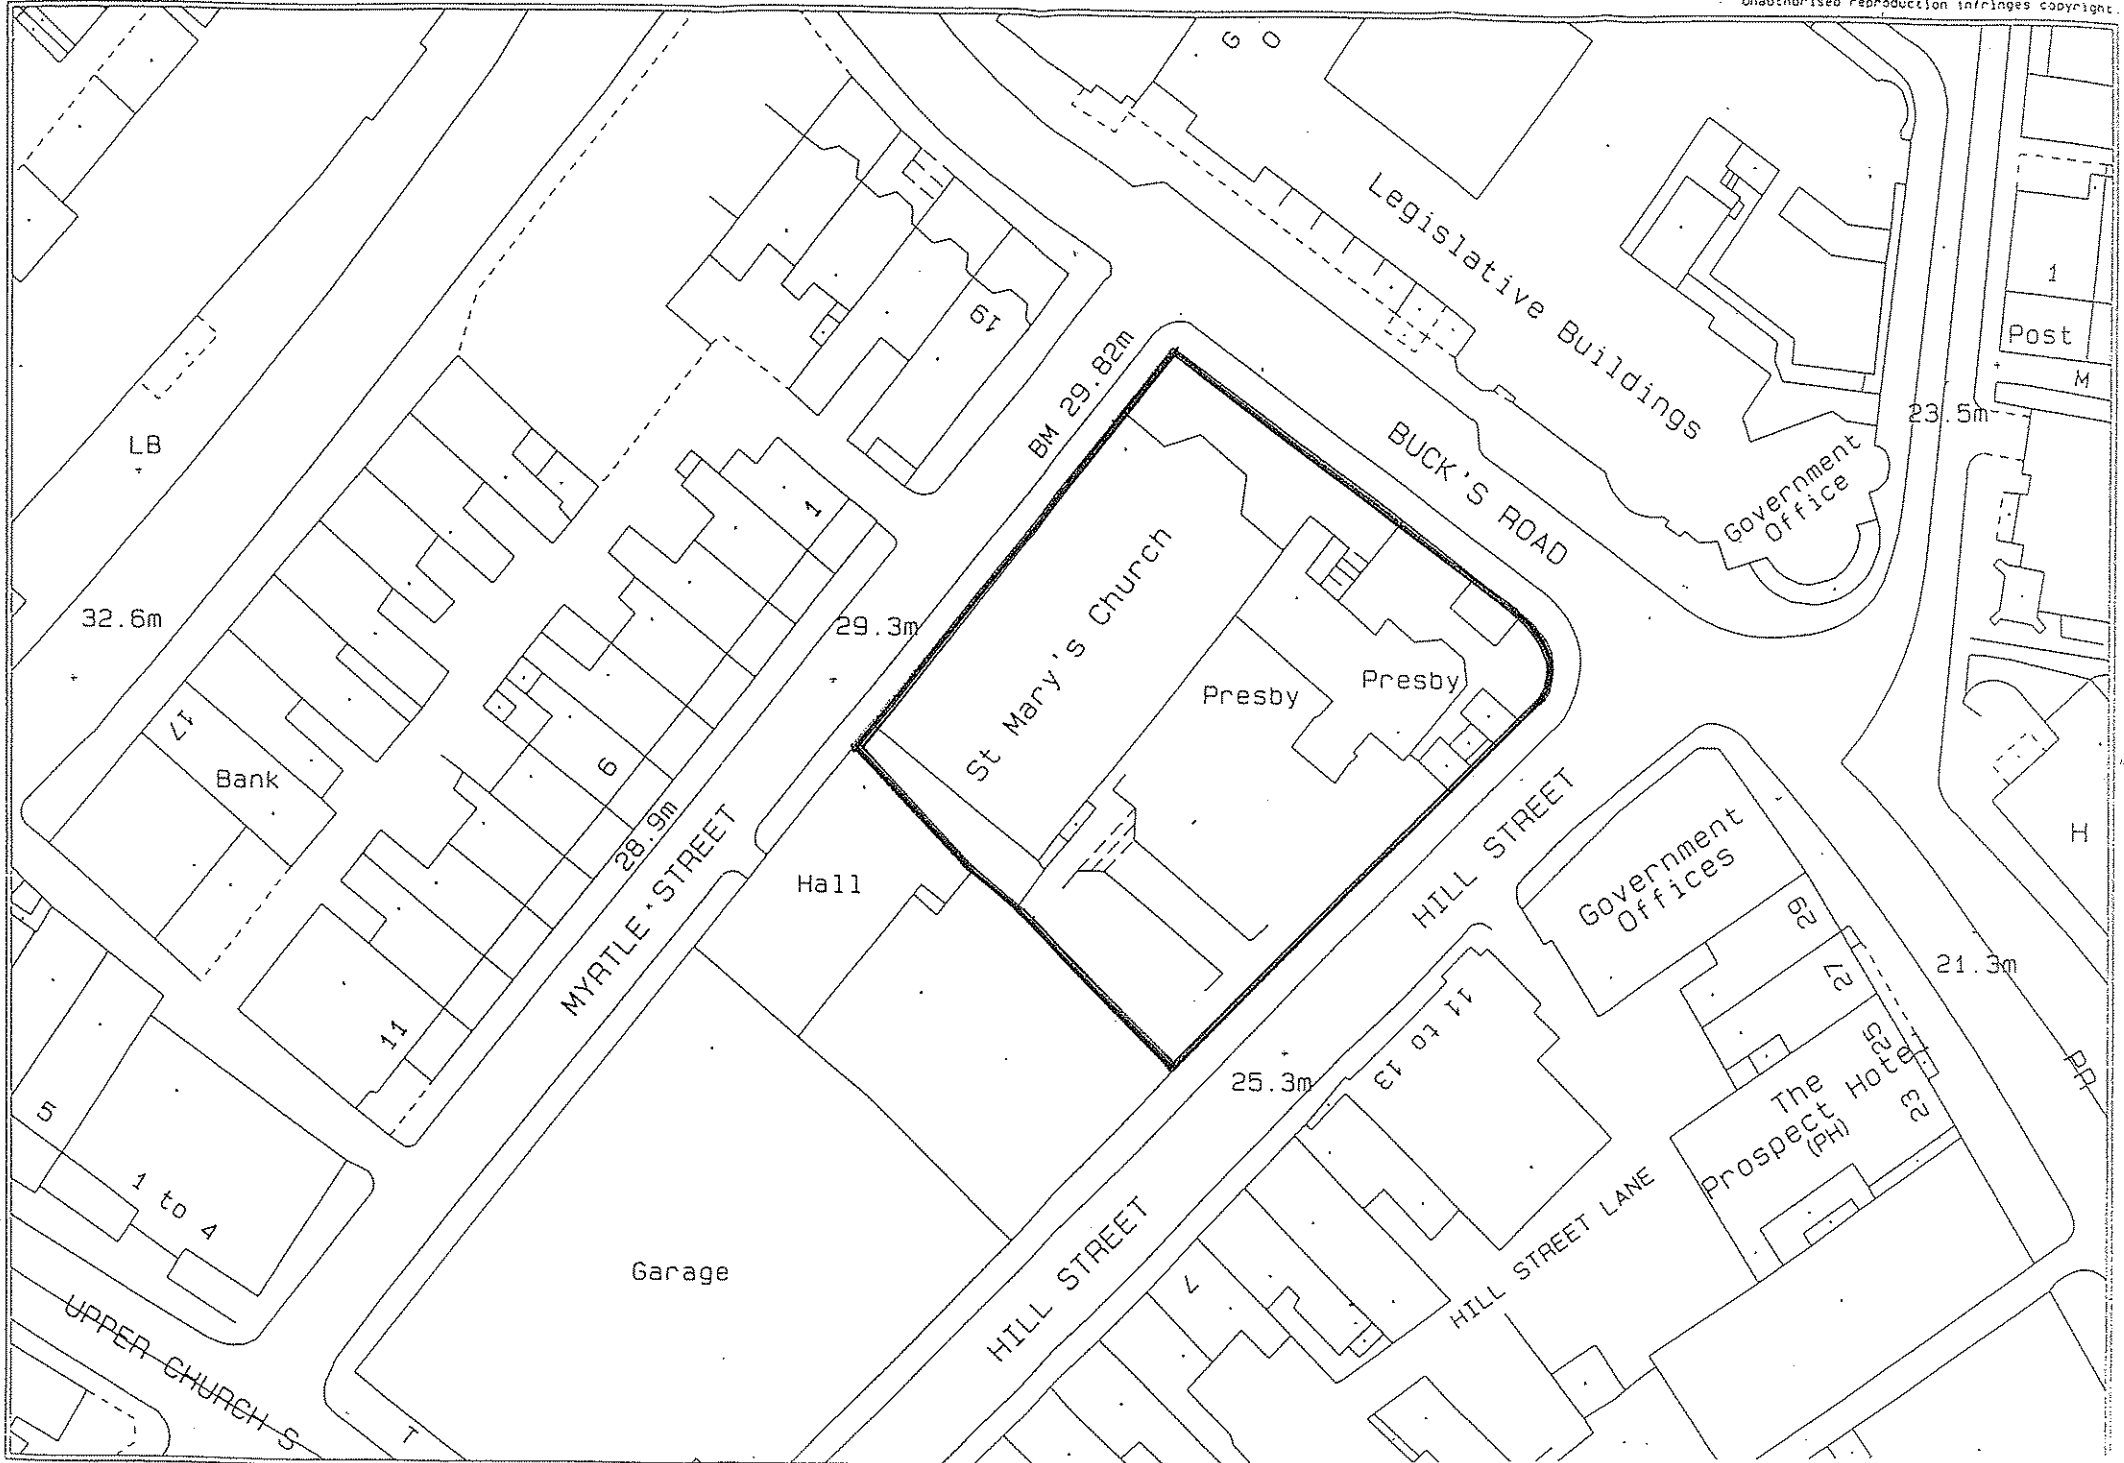 Unauthorised reproduction infringes copyright.
G O
Legislative Buildings
1
Post
M
19
BM 29.82m
BUCK'S ROAD
23.5m
Government
Office
LB
1
St Mary's Church
32.6m
29.3m
Presby
Presby
17
Bank
6
28.9m
MYRTLE STREET
Hall
HILL STREET
Government
Offices
H
29
27
21.3m
11
11 to 13
25
25.3m
The
Prospect Hotel
(PH)
23
PA
5
1 to 4
HILL STREET LANE
HILL STREET
7
Garage
UPPER CHURCH S
T